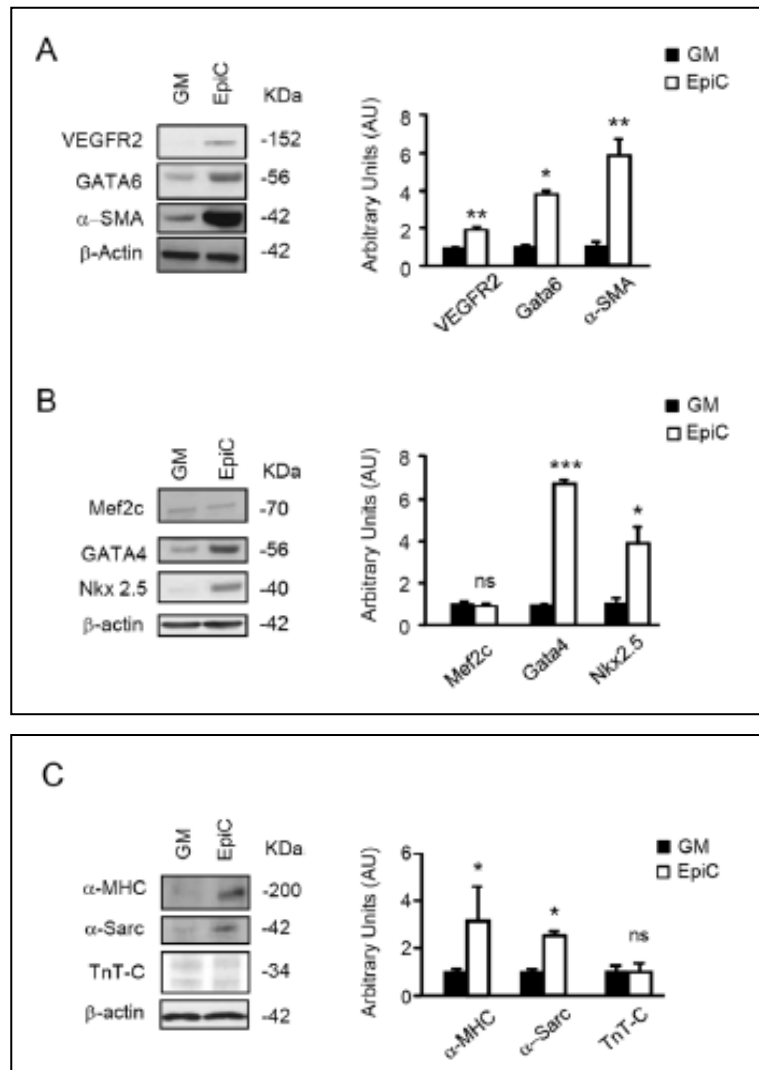 A
GM EpiC KDa
VEGFR2 -152
GATA6 -56
α-SMA -42
β-Actin -42
GM
EpiC
Arbitrary Units (AU)
8
6
4
2
0
** * **
VEGFR2 Gata6 α-SMA
B
GM EpiC KDa
Mef2c -70
GATA4 -56
Nkx 2.5 -40
β-actin -42
GM
EpiC
Arbitrary Units (AU)
8
6
4
2
0
ns *** *
Mef2c Gata4 Nkx2.5
C
GM EpiC KDa
α-MHC -200
α-Sarc -42
TnT-C -34
β-actin -42
GM
EpiC
Arbitrary Units (AU)
6
4
2
0
* * ns
α-MHC α-Sarc TnT-C